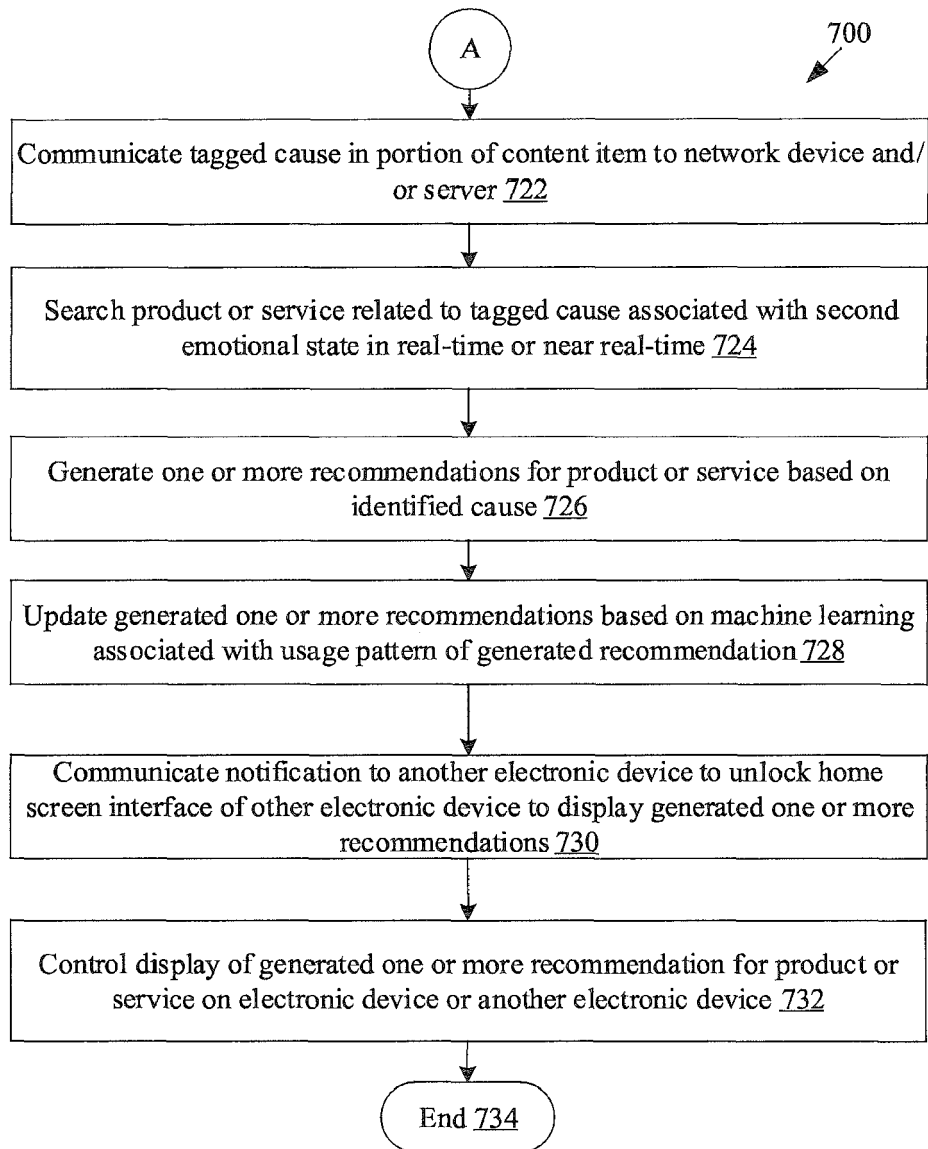 A
700
Communicate tagged cause in portion of content item to network device and/
or server 722
Search product or service related to tagged cause associated with second
emotional state in real-time or near real-time 724
Generate one or more recommendations for product or service based on
identified cause 726
Update generated one or more recommendations based on machine learning
associated with usage pattern of generated recommendation 728
Communicate notification to another electronic device to unlock home
screen interface of other electronic device to display generated one or more
recommendations 730
Control display of generated one or more recommendation for product or
service on electronic device or another electronic device 732
End 734